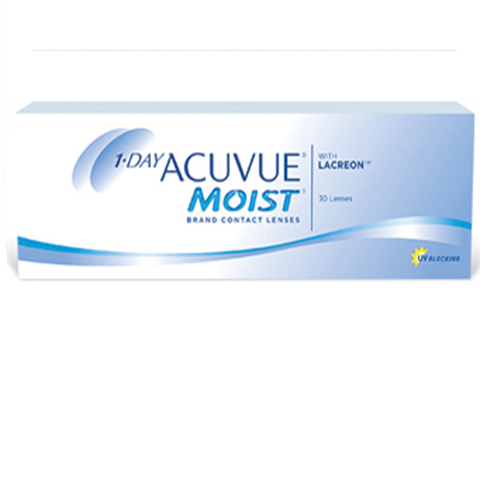 1·DAY ACUVUE®
MOIST®
BRAND CONTACT LENSES
WITH
LACREON™
30 Lenses
UV BLOCKING